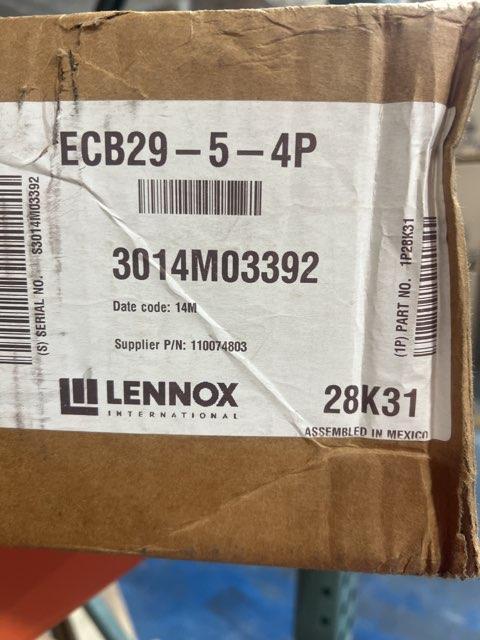 ECB29-5-4P
3014M03392
Date code: 14M
Supplier P/N: 110074803
LENNOX
INTERNATIONAL
28K31
ASSEMBLED IN MEXICO
(S) SERIAL NO. S3014M03392
(1P) PART NO. 1P28K31